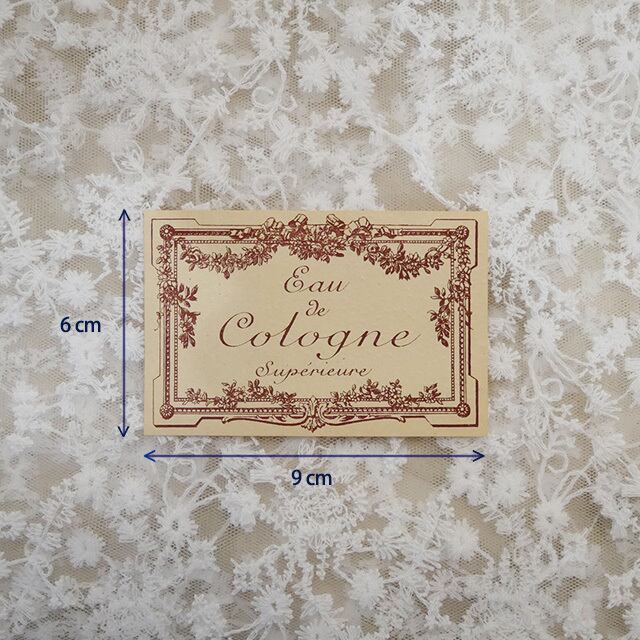 Eau
de
Cologne
Supérieure
6 cm
9 cm